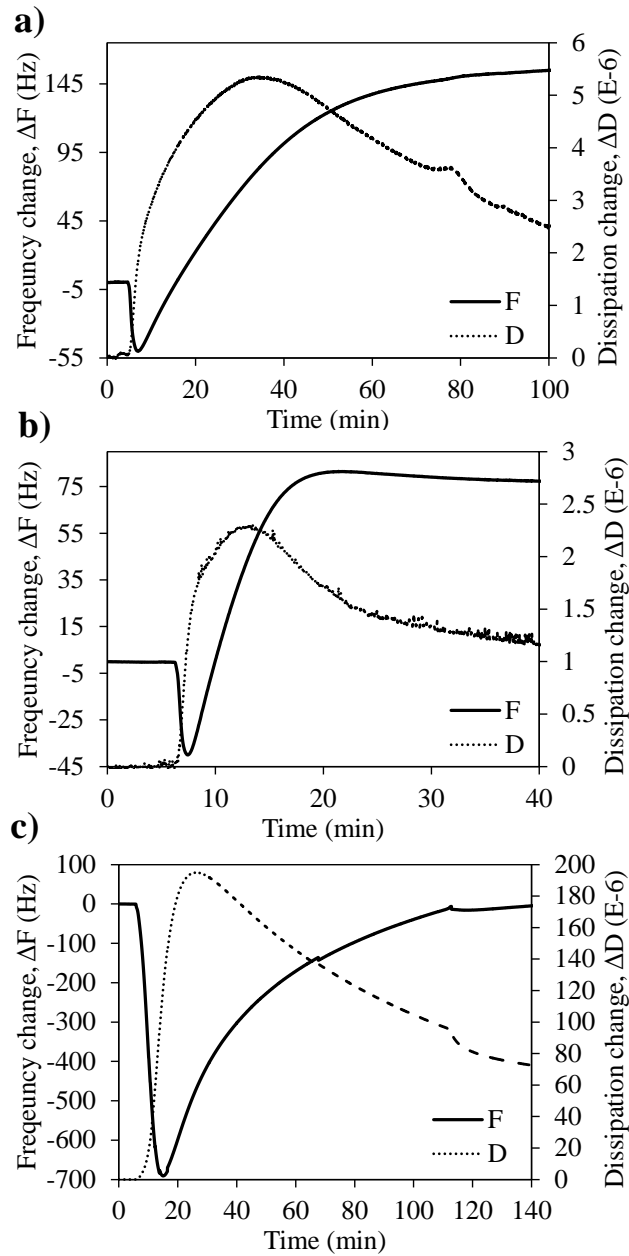 a)
Freqeuncy change, ΔF (Hz)
145
95
45
-5
-55
6
5
4
3
2
1
0
Dissipation change, ΔD (E-6)
F
D
0 20 40 60 80 100
Time (min)
b)
Freqeuncy change, ΔF (Hz)
75
55
35
15
-5
-25
-45
3
2.5
2
1.5
1
0.5
0
Dissipation change, ΔD (E-6)
F
D
0 10 20 30 40
Time (min)
c)
Freqeuncy change, ΔF (Hz)
100
0
-100
-200
-300
-400
-500
-600
-700
200
180
160
140
120
100
80
60
40
20
0
Dissipation change, ΔD (E-6)
F
D
0 20 40 60 80 100 120 140
Time (min)